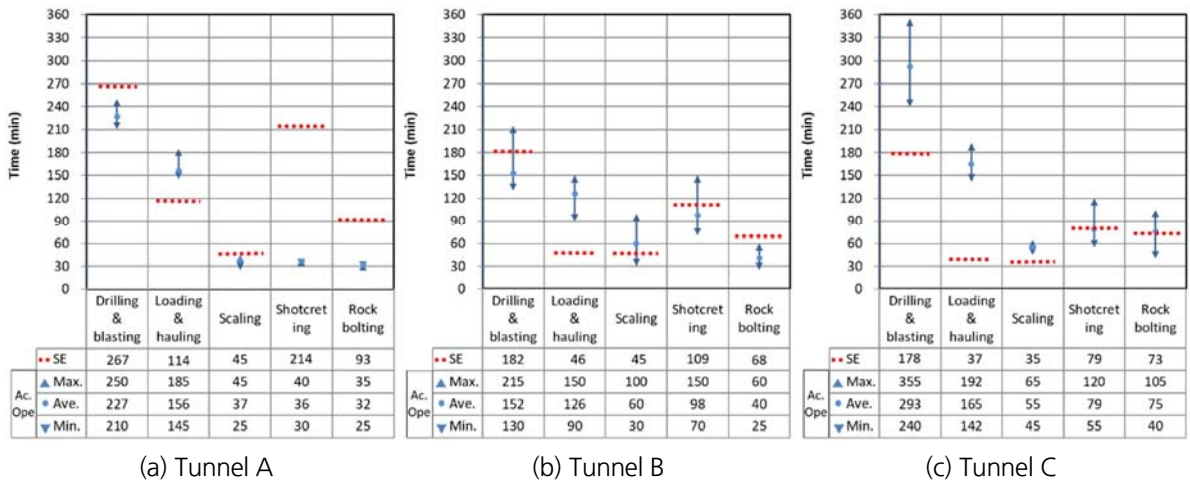 Time (min)
360
330
300
270
240
210
180
150
120
90
60
30
0
Drilling & blasting Loading & hauling Scaling Shotcreting Rock bolting
SE 267 114 45 214 93
Ac. Ope
Max. 250 185 45 40 35
Ave. 227 156 37 36 32
Min. 210 145 25 30 25
(a) Tunnel A
Time (min)
360
330
300
270
240
210
180
150
120
90
60
30
0
Drilling & blasting Loading & hauling Scaling Shotcreting Rock bolting
SE 182 46 45 109 68
Ac. Ope
Max. 215 150 100 150 60
Ave. 152 126 60 98 40
Min. 130 90 30 70 25
(b) Tunnel B
Time (min)
360
330
300
270
240
210
180
150
120
90
60
30
0
Drilling & blasting Loading & hauling Scaling Shotcreting Rock bolting
SE 178 37 35 79 73
Ac. Ope
Max. 355 192 65 120 105
Ave. 293 165 55 79 75
Min. 240 142 45 55 40
(c) Tunnel C